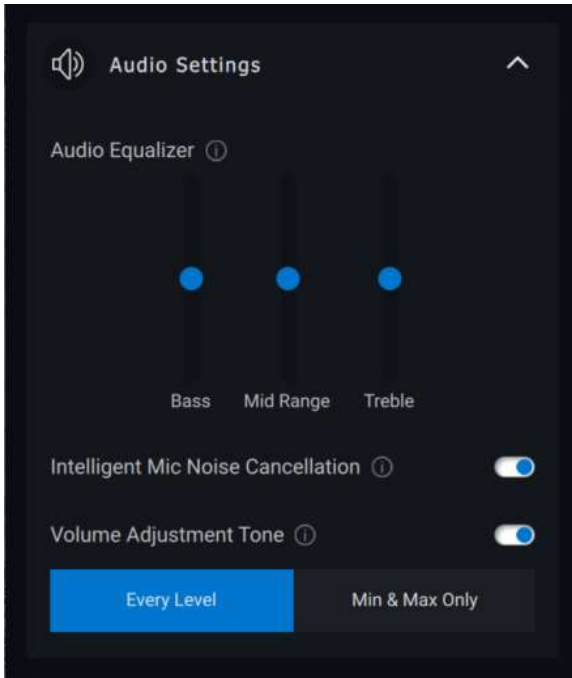 Audio Settings
Audio Equalizer
Bass Mid Range Treble
Intelligent Mic Noise Cancellation
Volume Adjustment Tone
Every Level Min & Max Only